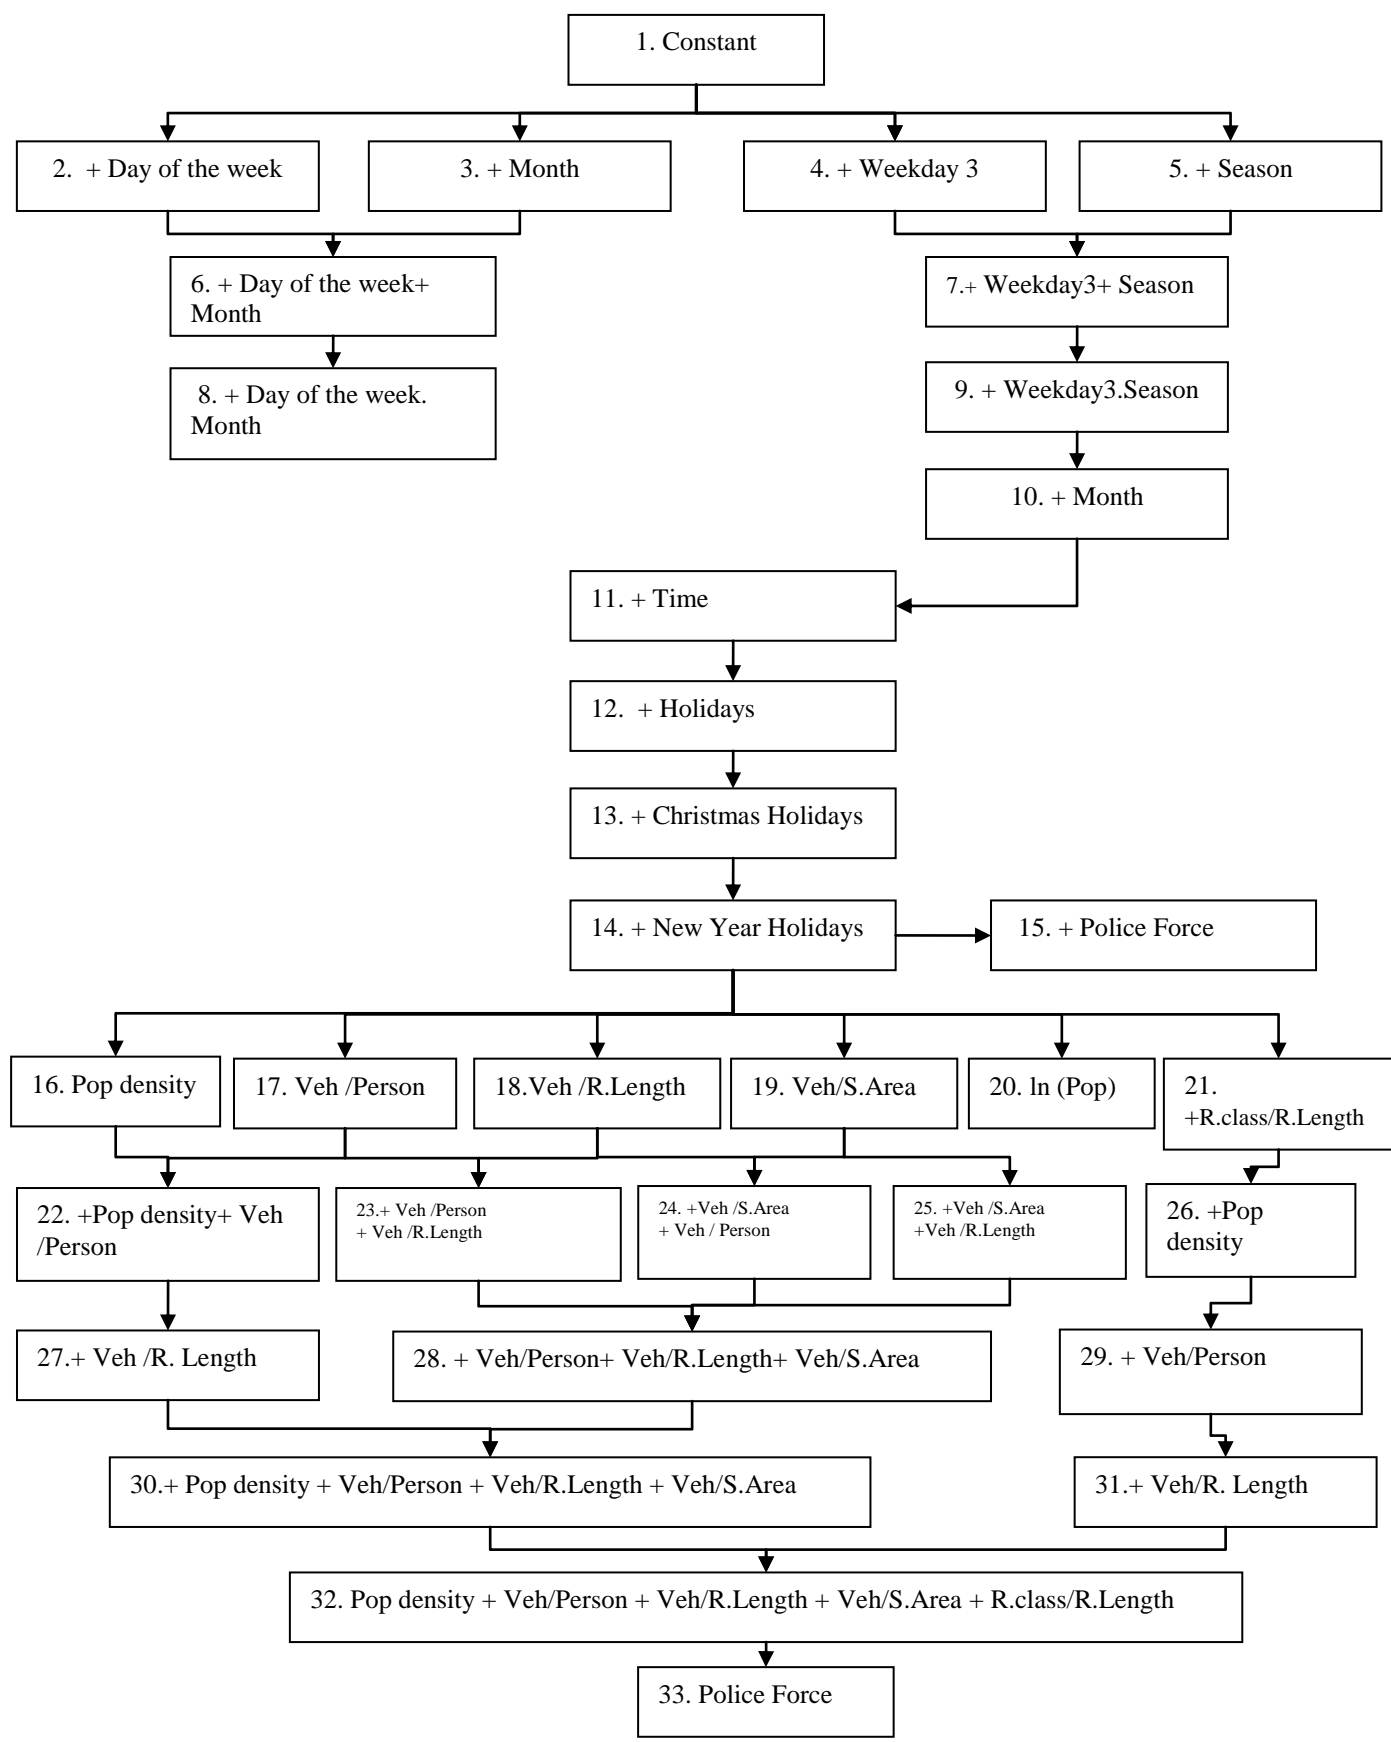 1. Constant
2. + Day of the week
3. + Month
4. + Weekday 3
5. + Season
6. + Day of the week+
Month
7.+ Weekday3+ Season
8. + Day of the week.
Month
9. + Weekday3.Season
10. + Month
11. + Time
12. + Holidays
13. + Christmas Holidays
14. + New Year Holidays
15. + Police Force
16. Pop density
17. Veh /Person
18.Veh /R.Length
19. Veh/S.Area
20. ln (Pop)
21.
+R.class/R.Length
22. +Pop density+ Veh
/Person
23.+ Veh /Person
+ Veh /R.Length
24. +Veh /S.Area
+ Veh / Person
25. +Veh /S.Area
+Veh /R.Length
26. +Pop
density
27.+ Veh /R. Length
28. + Veh/Person+ Veh/R.Length+ Veh/S.Area
29. + Veh/Person
30.+ Pop density + Veh/Person + Veh/R.Length + Veh/S.Area
31.+ Veh/R. Length
32. Pop density + Veh/Person + Veh/R.Length + Veh/S.Area + R.class/R.Length
33. Police Force